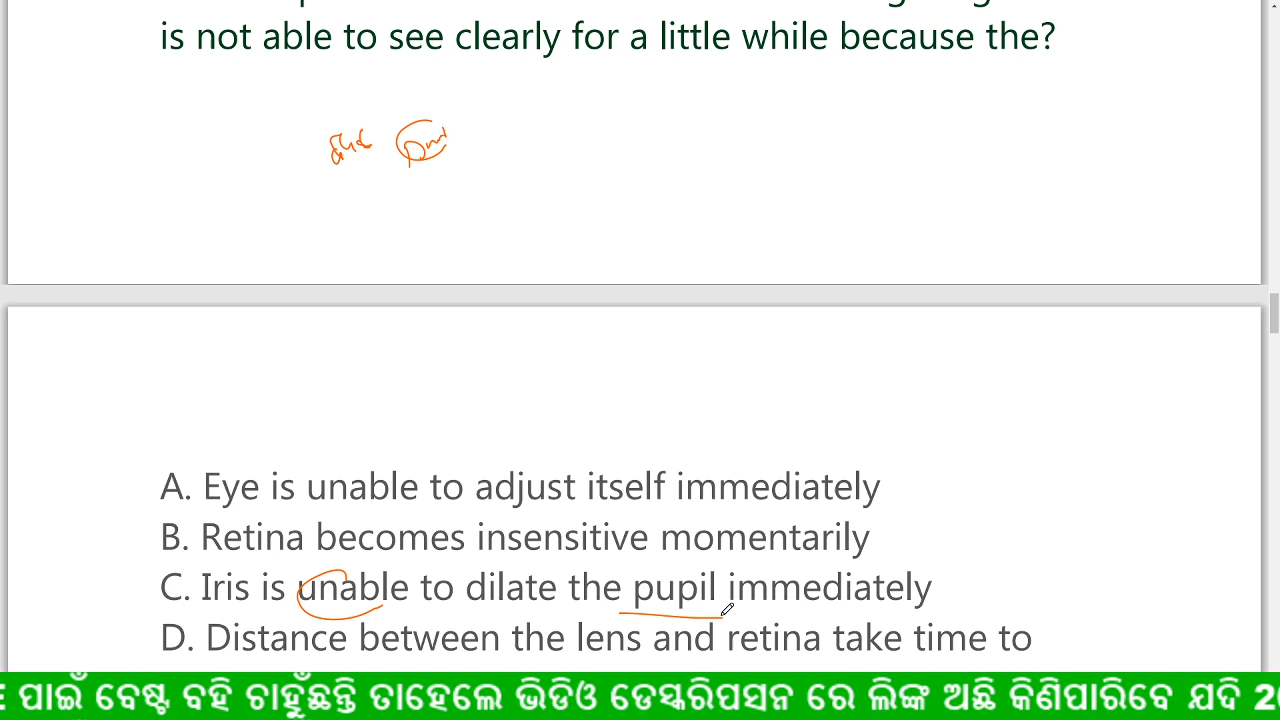 is not able to see clearly for a little while because the?
A. Eye is unable to adjust itself immediately
B. Retina becomes insensitive momentarily
C. Iris is unable to dilate the pupil immediately
D. Distance between the lens and retina take time to
E ପାଇଁ ବେଷ୍ଟ ବହି ଚାହୁଁଛନ୍ତି ତାହେଲେ ଭିଡିଓ ଡେସ୍କରିପସନ ରେ ଲିଙ୍କ ଅଛି କିଣିପାରିବେ ଯଦି 2